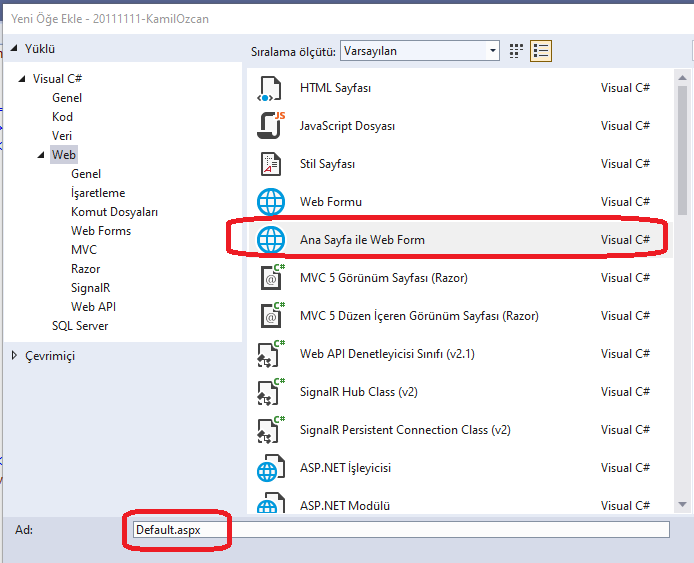 Yeni Öğe Ekle - 20111111-KamilOzcan
Yüklü
Sıralama ölçütü: Varsayılan
Visual C#
Genel
Kod
Veri
Web
Genel
İşaretleme
Komut Dosyaları
Web Forms
MVC
Razor
SignalR
Web API
SQL Server
Çevrimiçi
HTML Sayfası Visual C#
JavaScript Dosyası Visual C#
Stil Sayfası Visual C#
Web Formu Visual C#
Ana Sayfa ile Web Form Visual C#
MVC 5 Görünüm Sayfası (Razor) Visual C#
MVC 5 Düzen İçeren Görünüm Sayfası (Razor) Visual C#
Web API Denetleyicisi Sınıfı (v2.1) Visual C#
SignalR Hub Class (v2) Visual C#
SignalR Persistent Connection Class (v2) Visual C#
ASP.NET İşleyicisi Visual C#
ASP.NET Modülü Visual C#
Ad: Default.aspx